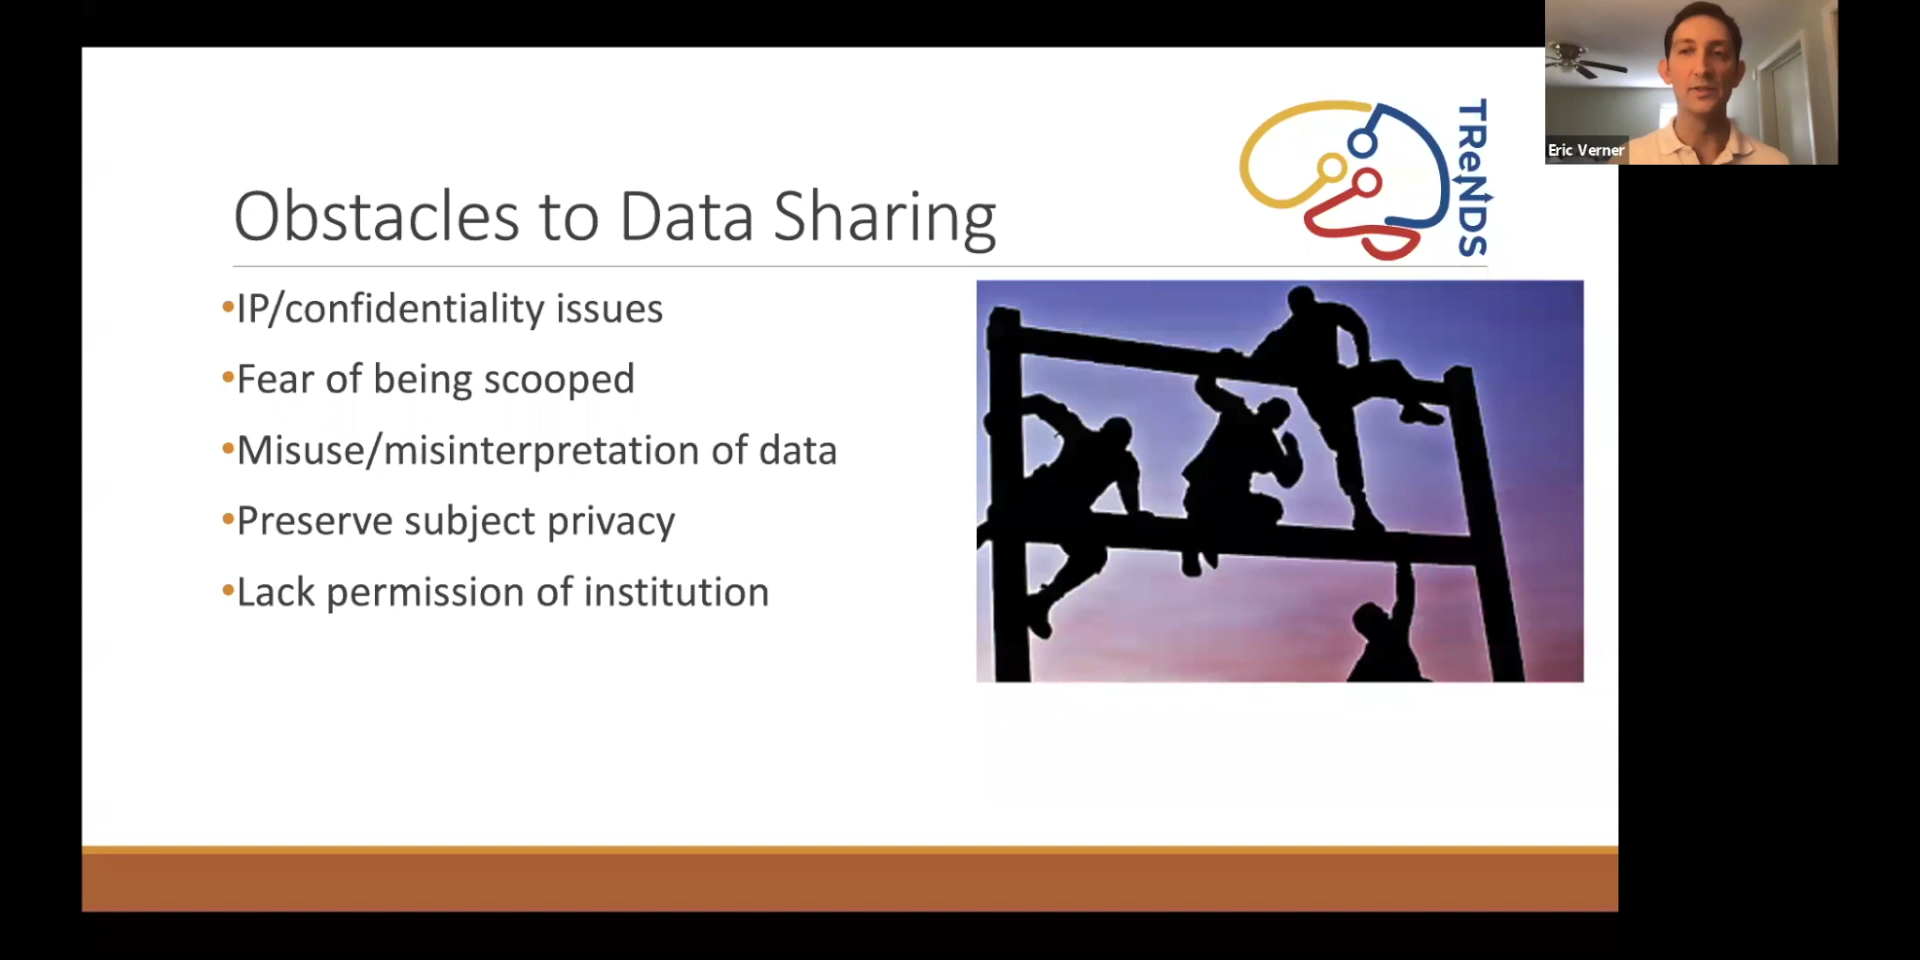 Obstacles to Data Sharing
TReNDS
Eric Verner
•IP/confidentiality issues
•Fear of being scooped
•Misuse/misinterpretation of data
•Preserve subject privacy
•Lack permission of institution